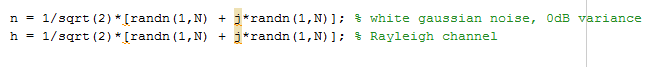 n = 1/sqrt(2)*[randn(1,N) + j*randn(1,N)]; % white gaussian noise, 0dB variance
h = 1/sqrt(2)*[randn(1,N) + j*randn(1,N)]; % Rayleigh channel